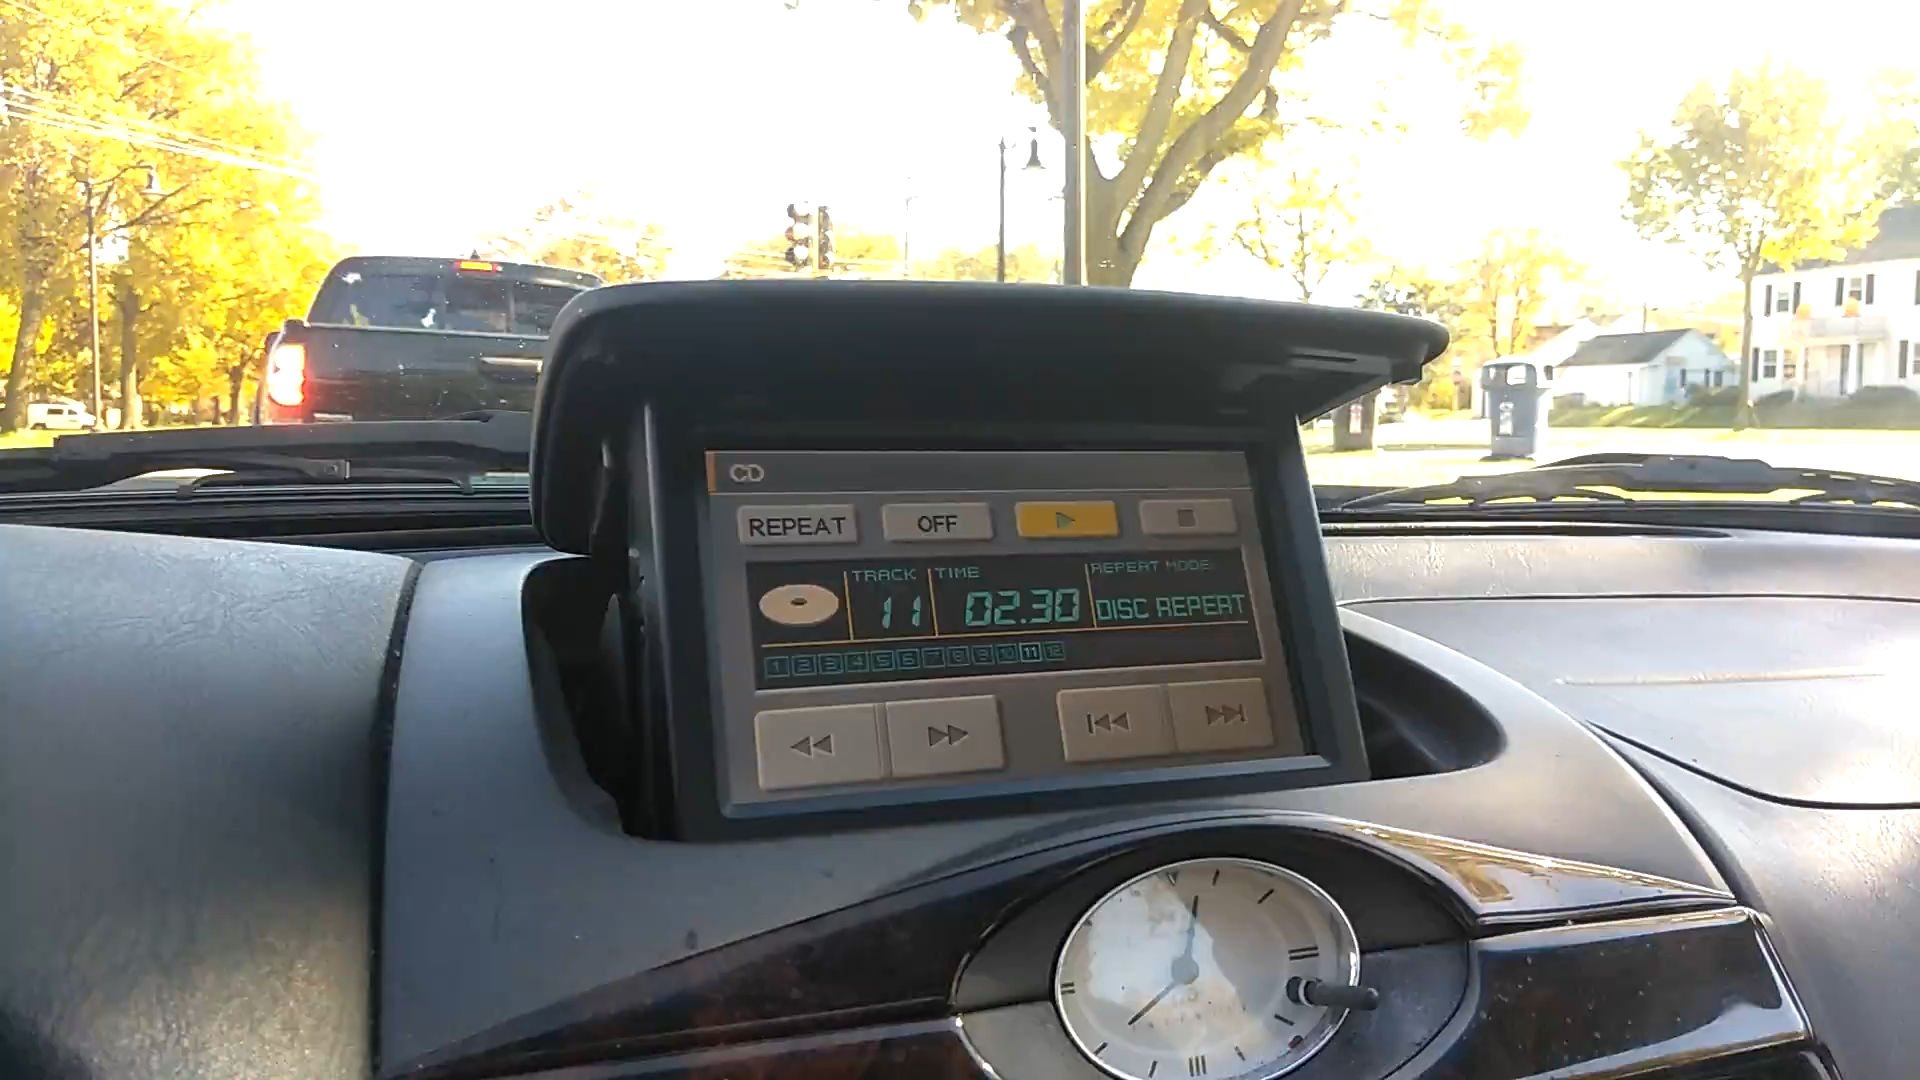 CD
REPEAT OFF
TRACK TIME REPEAT MODE
11 02.30 DISC REPEAT
1 2 3 4 5 6 7 8 9 10 11 12